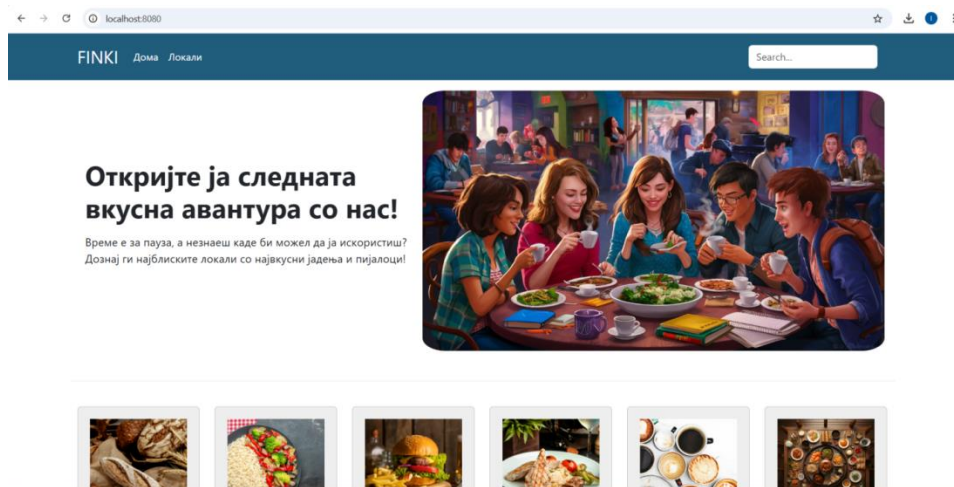 localhost:8080
FINKI Дома Локали Search...
Откријте ја следната
вкусна авантура со нас!
Време е за пауза, а незнаеш каде би можел да ја искористиш?
Дознај ги најблиските локали со највкусни јадења и пијалоци!